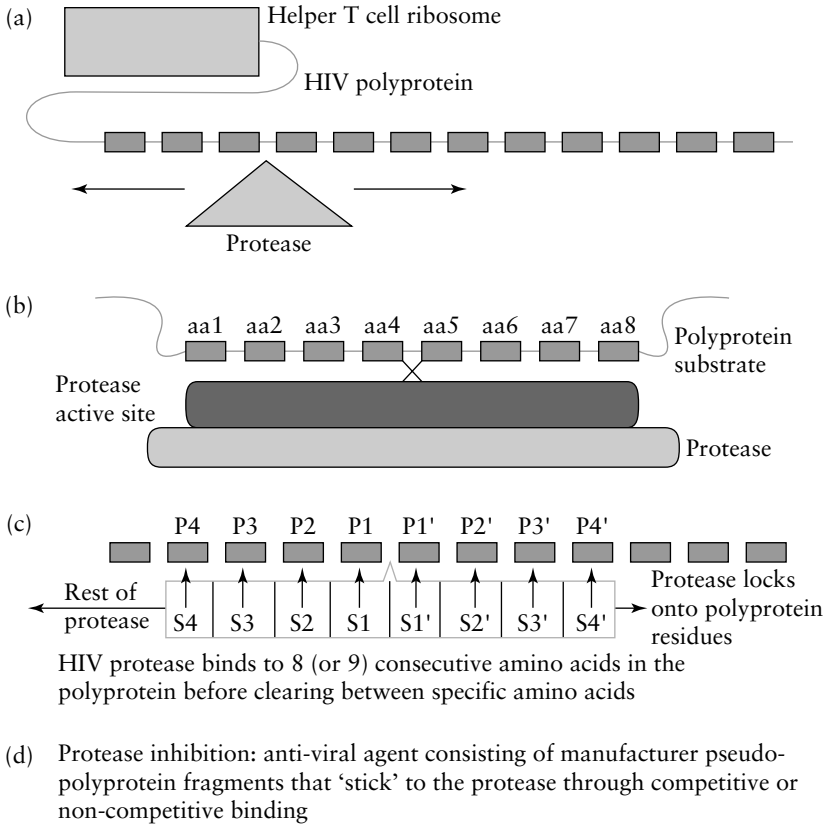 (a)
Helper T cell ribosome
HIV polyprotein
Protease
(b)
aa1 aa2 aa3 aa4 aa5 aa6 aa7 aa8
Polyprotein
substrate
Protease
active site
Protease
(c)
P4 P3 P2 P1 P1' P2' P3' P4'
Rest of
protease
S4 S3 S2 S1 S1' S2' S3' S4'
Protease locks
onto polyprotein
residues
HIV protease binds to 8 (or 9) consecutive amino acids in the
polyprotein before clearing between specific amino acids
(d) Protease inhibition: anti-viral agent consisting of manufacturer pseudo-
polyprotein fragments that ‘stick’ to the protease through competitive or
non-competitive binding